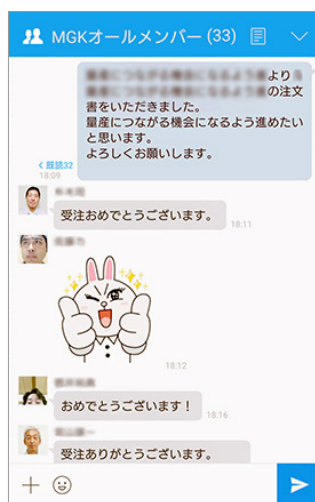 MGKオールメンバー (33)
より
の注文
書をいただきました。
量産につながる機会になるよう進めたい
と思います。
よろしくお願いします。
既読32
18:09
受注おめでとうございます。
18:11
18:12
おめでとうございます！
18:16
受注ありがとうございます。